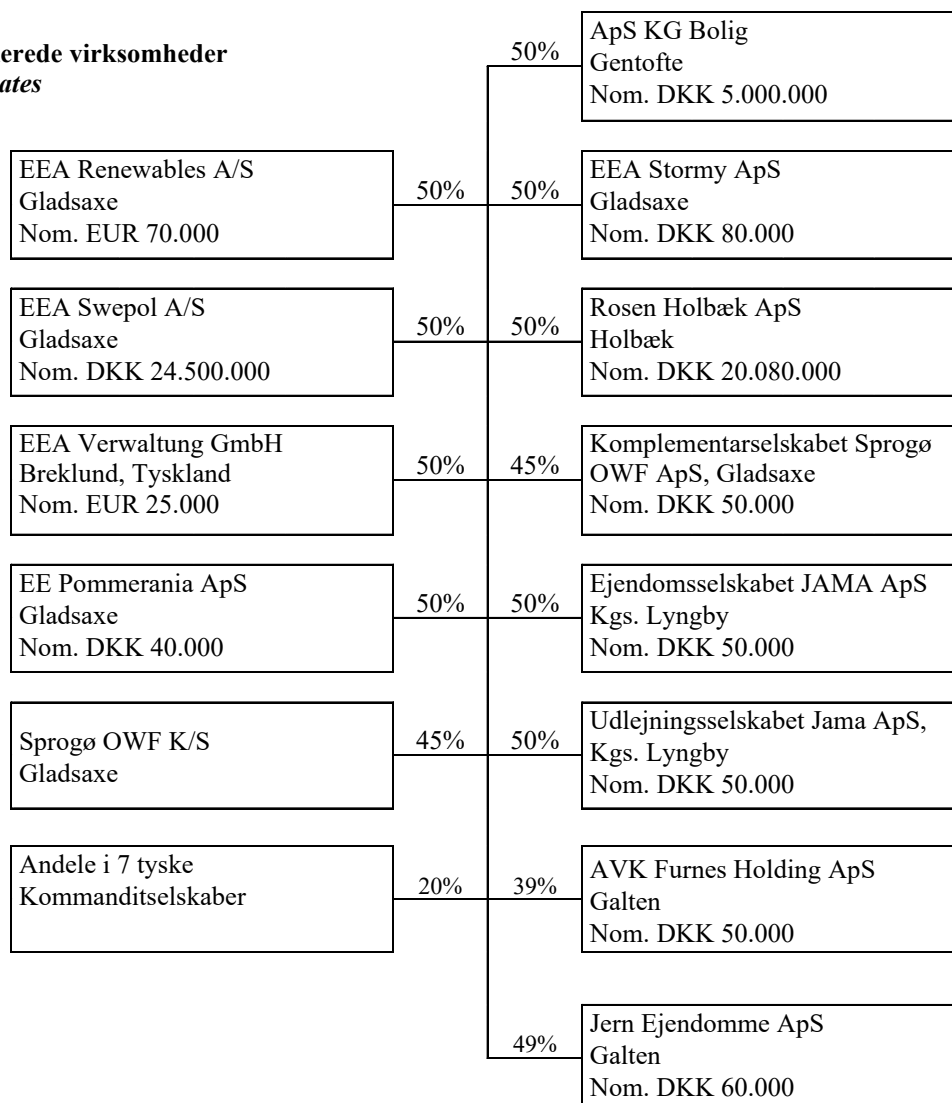 erede virksomheder
ates
50%
ApS KG Bolig
Gentofte
Nom. DKK 5.000.000
EEA Renewables A/S
Gladsaxe
Nom. EUR 70.000
50%
50%
EEA Stormy ApS
Gladsaxe
Nom. DKK 80.000
EEA Swepol A/S
Gladsaxe
Nom. DKK 24.500.000
50%
50%
Rosen Holbæk ApS
Holbæk
Nom. DKK 20.080.000
EEA Verwaltung GmbH
Breklund, Tyskland
Nom. EUR 25.000
50%
45%
Komplementarselskabet Sprogø
OWF ApS, Gladsaxe
Nom. DKK 50.000
EE Pommerania ApS
Gladsaxe
Nom. DKK 40.000
50%
50%
Ejendomsselskabet JAMA ApS
Kgs. Lyngby
Nom. DKK 50.000
Sprogø OWF K/S
Gladsaxe
45%
50%
Udlejningsselskabet Jama ApS,
Kgs. Lyngby
Nom. DKK 50.000
Andele i 7 tyske
Kommanditselskaber
20%
39%
AVK Furnes Holding ApS
Galten
Nom. DKK 50.000
49%
Jern Ejendomme ApS
Galten
Nom. DKK 60.000